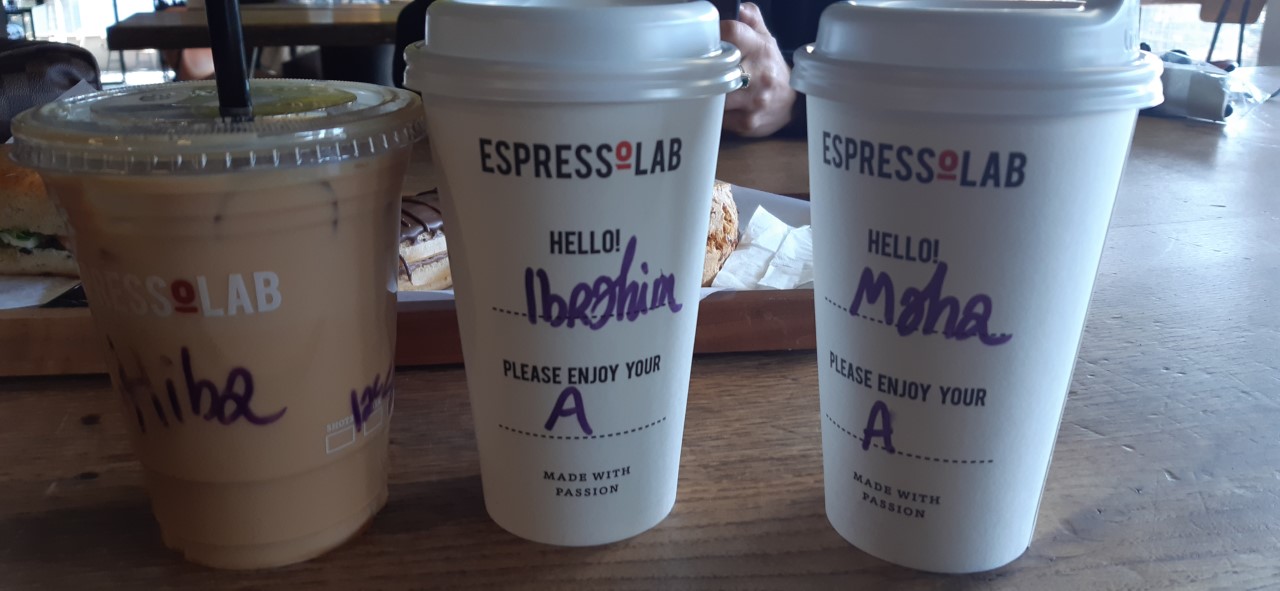 ESSOLAB
Hiba
ESPRESSOLAB
HELLO!
Ibrahim
PLEASE ENJOY YOUR
A
MADE WITH
PASSION
ESPRESSOLAB
HELLO!
Moha
PLEASE ENJOY YOUR
A
MADE WITH
PASSION